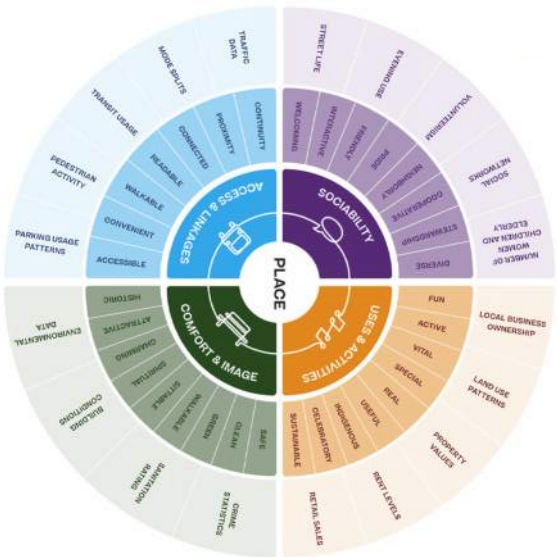 PLACE
SOCIABILITY
WELCOMING
INTERACTIVE
FRIENDLY
PRIDE
NEIGHBORLY
COOPERATIVE
STEWARDSHIP
DIVERSE
STREET LIFE
EVENING USE
VOLUNTEERISM
SOCIAL
NETWORKS
NUMBER OF
WOMEN
CHILDREN AND
ELDERLY
USES & ACTIVITIES
FUN
ACTIVE
VITAL
SPECIAL
REAL
USEFUL
INDIGENOUS
CELEBRATORY
SUSTAINABLE
LOCAL BUSINESS
OWNERSHIP
LAND USE
PATTERNS
PROPERTY
VALUES
RENT LEVELS
RETAIL SALES
COMFORT & IMAGE
SAFE
CLEAN
GREEN
WALKABLE
SITTABLE
SPIRITUAL
CHARMING
ATTRACTIVE
HISTORIC
CRIME
STATISTICS
SANITATION
RATING
BUILDING
CONDITIONS
ENVIRONMENTAL
DATA
ACCESS & LINKAGES
ACCESSIBLE
CONVENIENT
WALKABLE
READABLE
CONNECTED
PROXIMITY
CONTINUITY
PARKING USAGE
PATTERNS
PEDESTRIAN
ACTIVITY
TRANSIT USAGE
MODE SPLITS
TRAFFIC
DATA